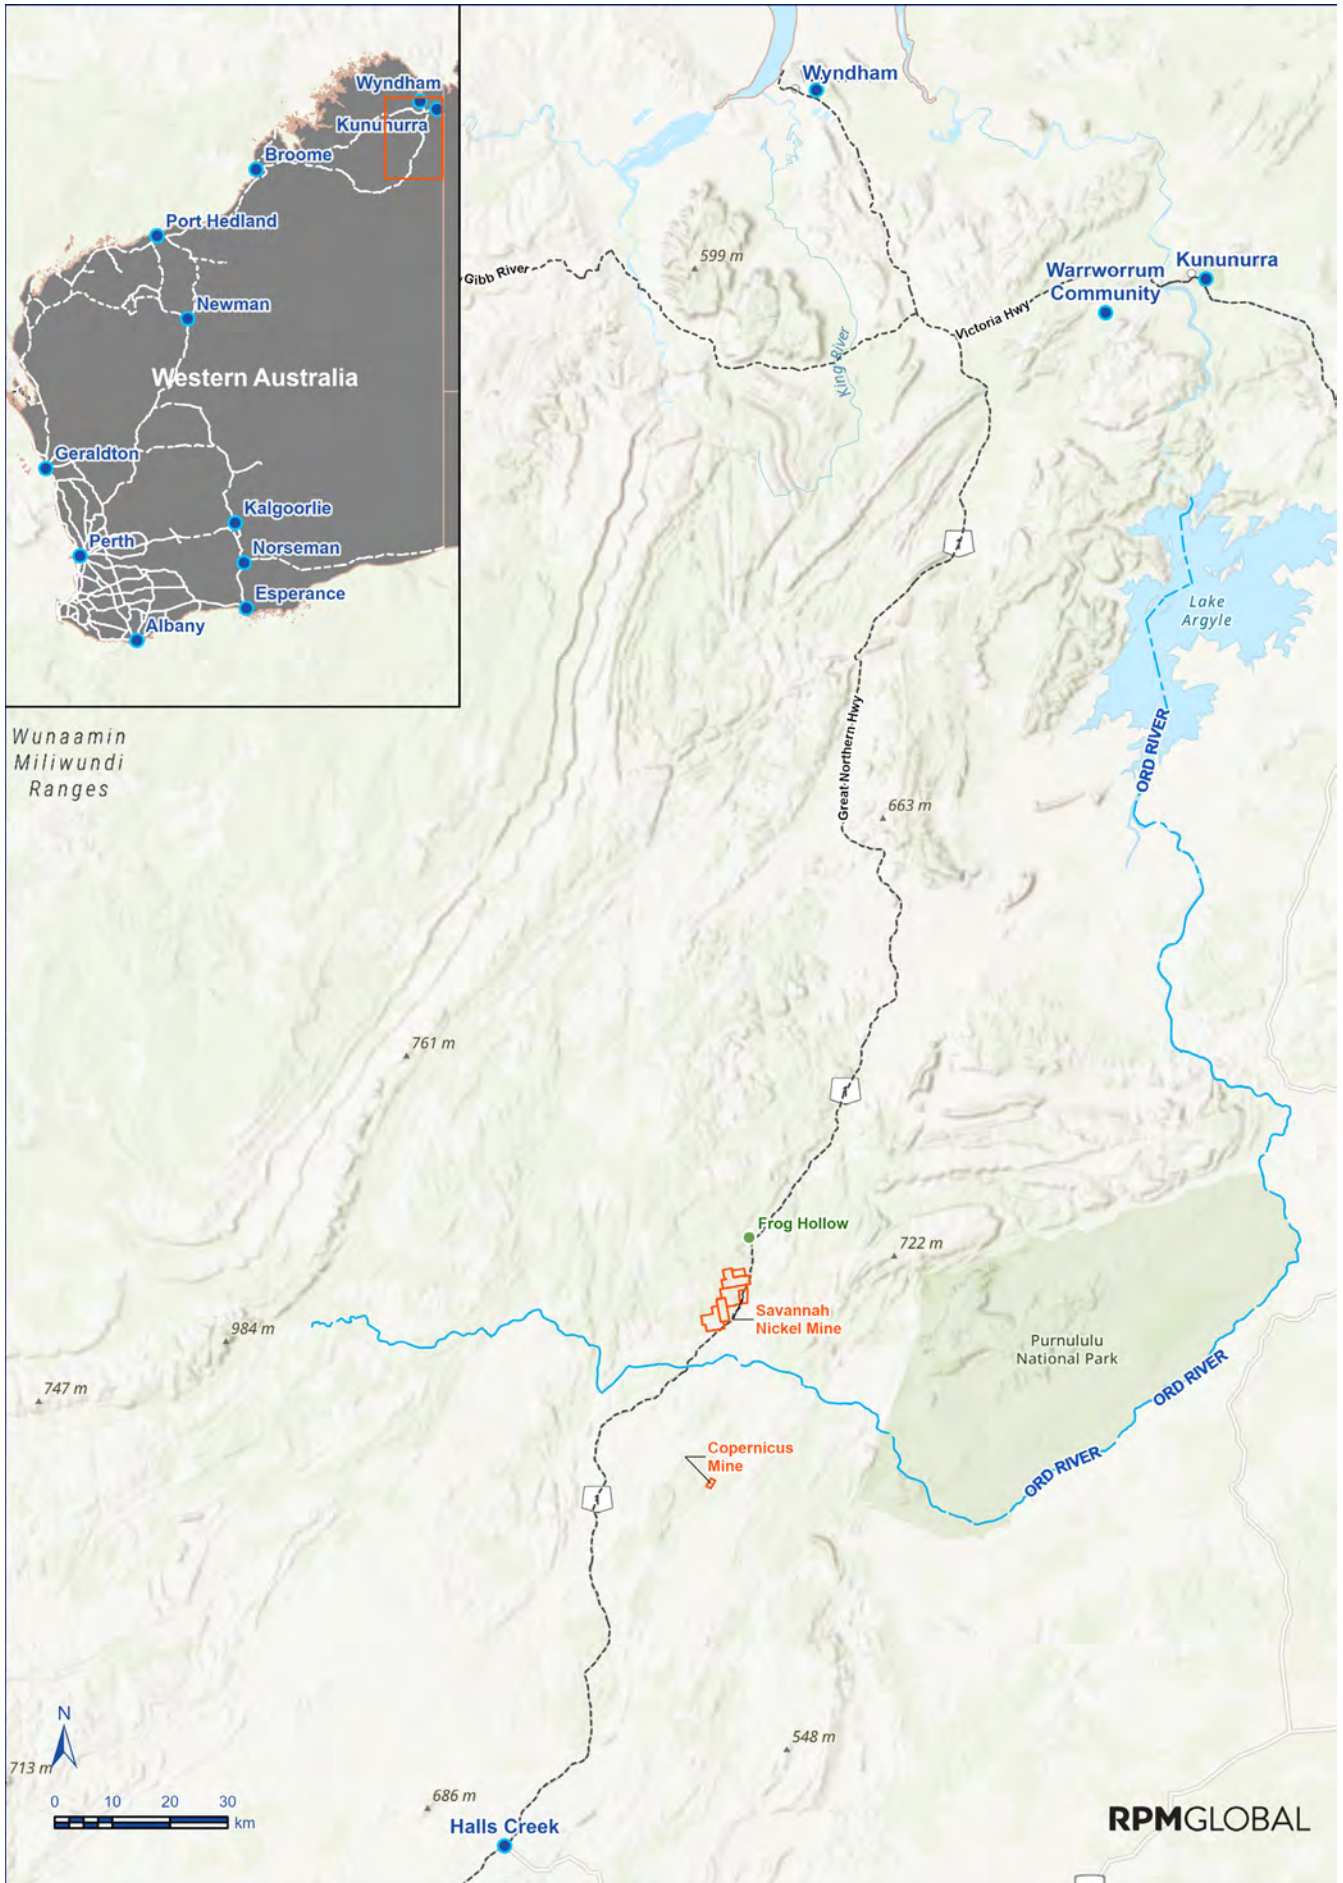 Wyndham
Kununurra
Broome
Port Hedland
Newman
Western Australia
Geraldton
Kalgoorlie
Perth
Norseman
Esperance
Albany
Wyndham
599 m
Gibb River
Warrworrum
Community
Kununurra
Victoria Hwy
King River
Lake
Argyle
Wunaamin
Miliwundi
Ranges
Great Northern Hwy
ORD RIVER
663 m
761 m
Frog Hollow
722 m
Savannah
Nickel Mine
984 m
747 m
Purnululu
National Park
ORD RIVER
ORD RIVER
Copernicus
Mine
N
713 m
548 m
686 m
0 10 20 30
km
Halls Creek
RPMGLOBAL